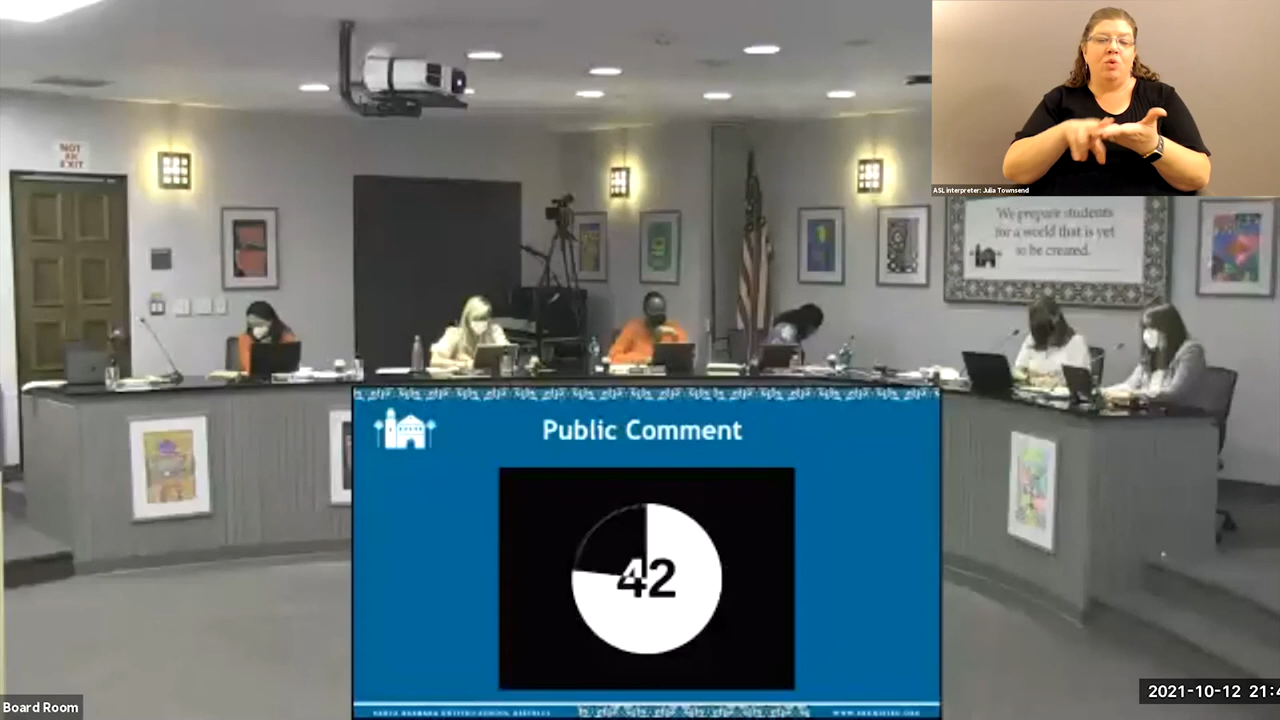 NOT
AN
EXIT
ASL interpreter: Julia Townsend
We prepare students
for a world that is yet
to be created.
Public Comment
42
Board Room
2021-10-12 21:4